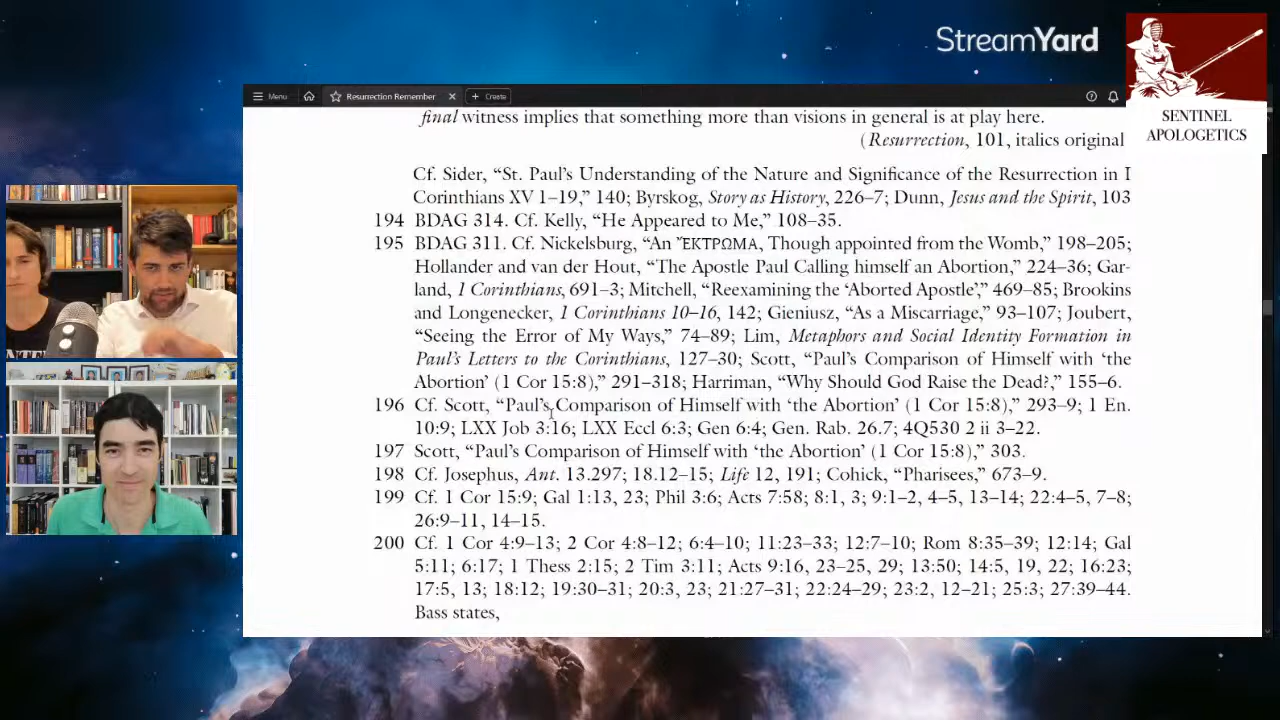 StreamYard
SENTINEL
APOLOGETICS
Menu
Resurrection Remember
Create
final witness implies that something more than visions in general is at play here.
(Resurrection, 101, italics original
Cf. Sider, “St. Paul’s Understanding of the Nature and Significance of the Resurrection in I
Corinthians XV 1–19,” 140; Byrskog, Story as History, 226–7; Dunn, Jesus and the Spirit, 103
194 BDAG 314. Cf. Kelly, “He Appeared to Me,” 108–35.
195 BDAG 311. Cf. Nickelsburg, “An ἜΚΤΡΩΜΑ, Though appointed from the Womb,” 198–205;
Hollander and van der Hout, “The Apostle Paul Calling himself an Abortion,” 224–36; Gar-
land, 1 Corinthians, 691–3; Mitchell, “Reexamining the ‘Aborted Apostle’,” 469–85; Brookins
and Longenecker, 1 Corinthians 10–16, 142; Gieniusz, “As a Miscarriage,” 93–107; Joubert,
“Seeing the Error of My Ways,” 74–89; Lim, Metaphors and Social Identity Formation in
Paul’s Letters to the Corinthians, 127–30; Scott, “Paul’s Comparison of Himself with ‘the
Abortion’ (1 Cor 15:8),” 291–318; Harriman, “Why Should God Raise the Dead?,” 155–6.
196 Cf. Scott, “Paul’s Comparison of Himself with ‘the Abortion’ (1 Cor 15:8),” 293–9; 1 En.
10:9; LXX Job 3:16; LXX Eccl 6:3; Gen 6:4; Gen. Rab. 26.7; 4Q530 2 ii 3–22.
197 Scott, “Paul’s Comparison of Himself with ‘the Abortion’ (1 Cor 15:8),” 303.
198 Cf. Josephus, Ant. 13.297; 18.12–15; Life 12, 191; Cohick, “Pharisees,” 673–9.
199 Cf. 1 Cor 15:9; Gal 1:13, 23; Phil 3:6; Acts 7:58; 8:1, 3; 9:1–2, 4–5, 13–14; 22:4–5, 7–8;
26:9–11, 14–15.
200 Cf. 1 Cor 4:9–13; 2 Cor 4:8–12; 6:4–10; 11:23–33; 12:7–10; Rom 8:35–39; 12:14; Gal
5:11; 6:17; 1 Thess 2:15; 2 Tim 3:11; Acts 9:16, 23–25, 29; 13:50; 14:5, 19, 22; 16:23;
17:5, 13; 18:12; 19:30–31; 20:3, 23; 21:27–31; 22:24–29; 23:2, 12–21; 25:3; 27:39–44.
Bass states,